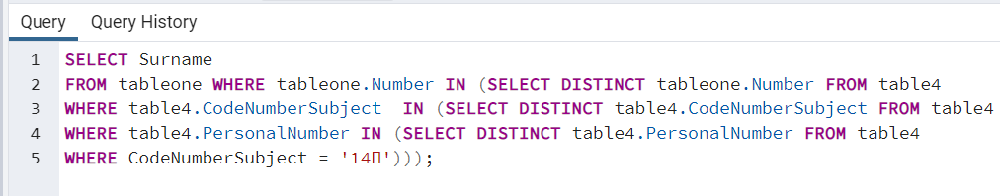 Query Query History
1 SELECT Surname
2 FROM tableone WHERE tableone.Number IN (SELECT DISTINCT tableone.Number FROM table4
3 WHERE table4.CodeNumberSubject  IN (SELECT DISTINCT table4.CodeNumberSubject FROM table4
4 WHERE table4.PersonalNumber IN (SELECT DISTINCT table4.PersonalNumber FROM table4
5 WHERE CodeNumberSubject = '14П')));